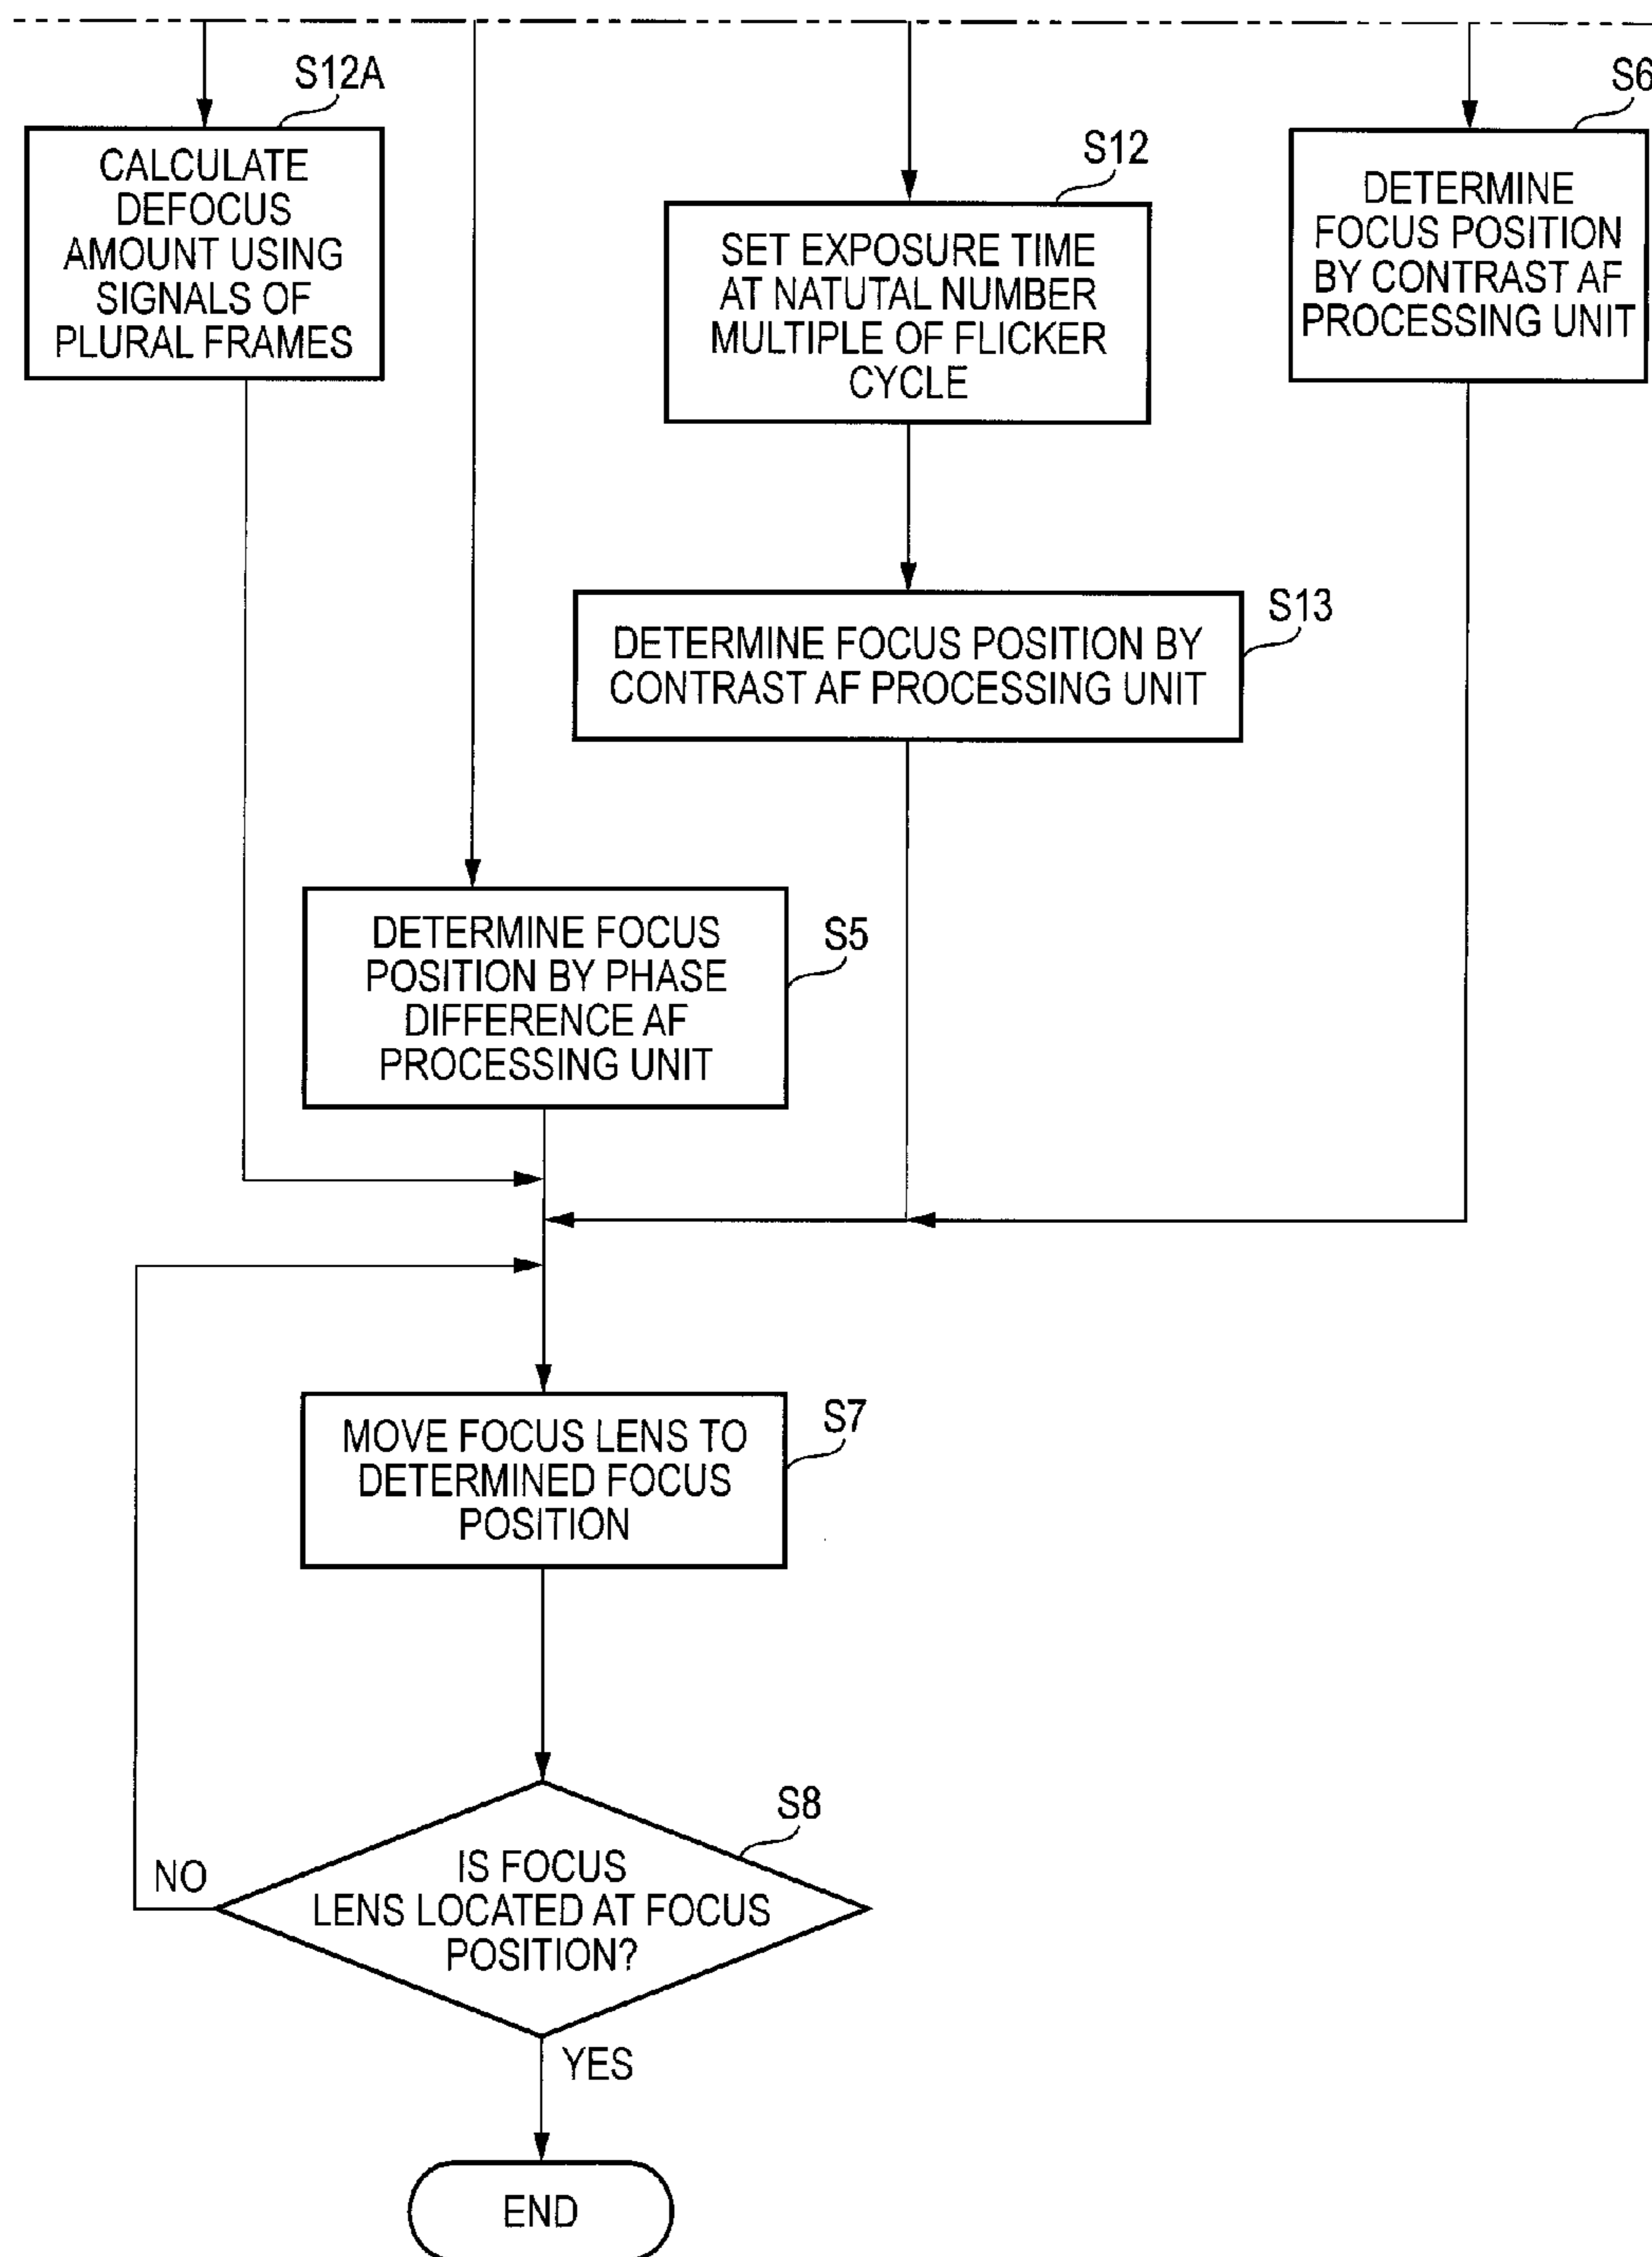 S12A
CALCULATE
DEFOCUS
AMOUNT USING
SIGNALS OF
PLURAL FRAMES
S12
SET EXPOSURE TIME
AT NATUTAL NUMBER
MULTIPLE OF FLICKER
CYCLE
S6
DETERMINE
FOCUS POSITION
BY CONTRAST AF
PROCESSING UNIT
S13
DETERMINE FOCUS POSITION BY
CONTRAST AF PROCESSING UNIT
S5
DETERMINE FOCUS
POSITION BY PHASE
DIFFERENCE AF
PROCESSING UNIT
S7
MOVE FOCUS LENS TO
DETERMINED FOCUS
POSITION
S8
IS FOCUS
LENS LOCATED AT FOCUS
POSITION?
NO
YES
END